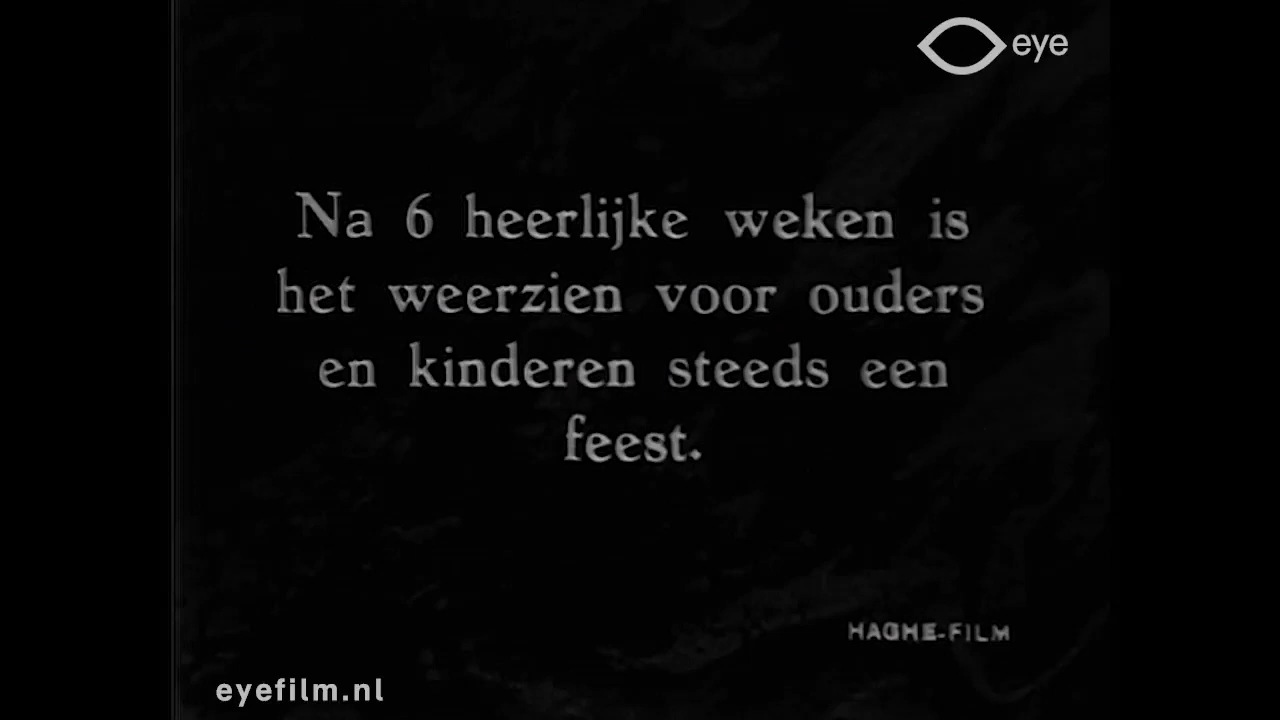 eye
Na 6 heerlijke weken is
het weerzien voor ouders
en kinderen steeds een
feest.
HAGHE-FILM
eyefilm.nl